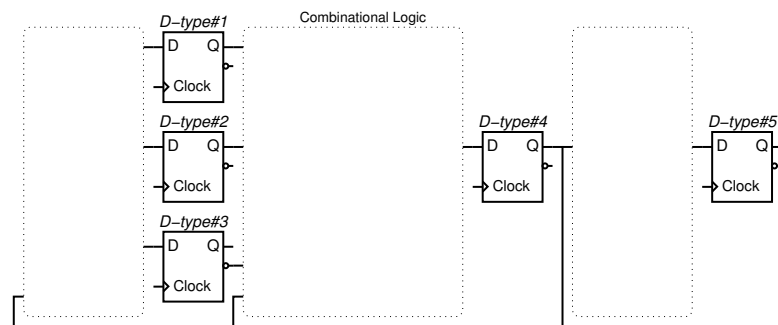 Combinational Logic
D-type#1
D Q
Clock
D-type#2
D Q
Clock
D-type#3
D Q
Clock
D-type#4
D Q
Clock
D-type#5
D Q
Clock